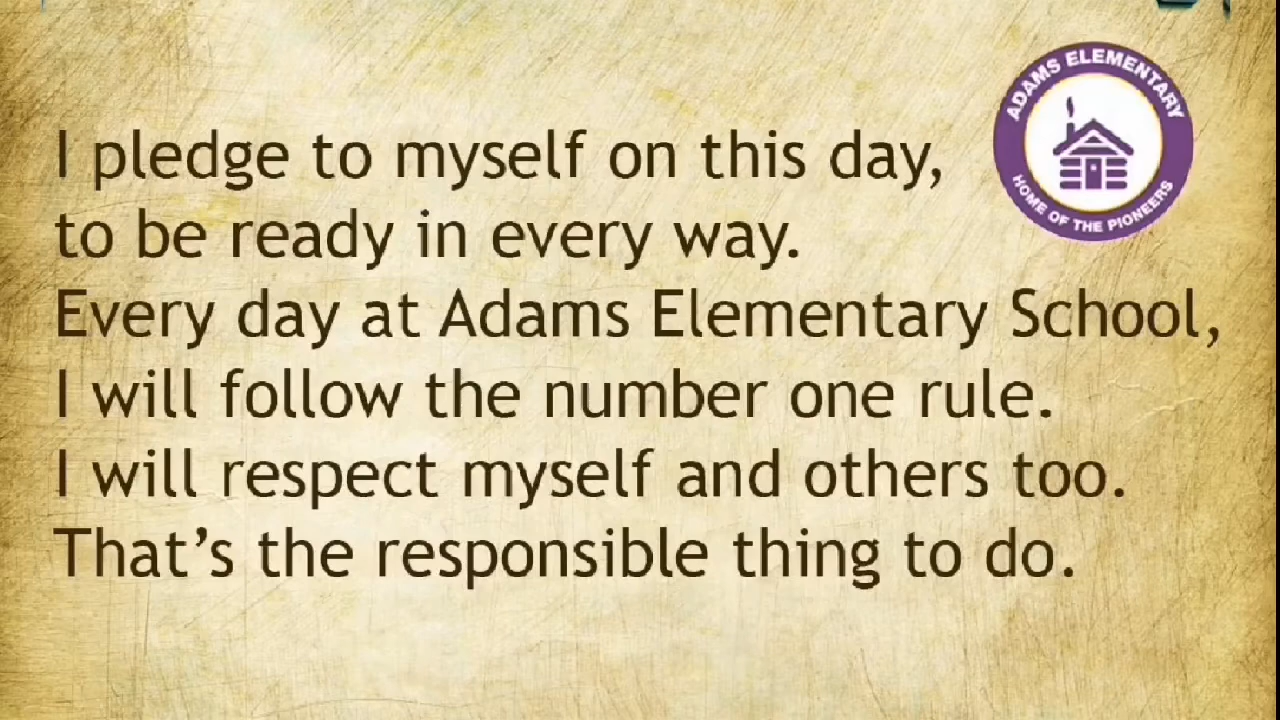 ADAMS ELEMENTARY
HOME OF THE PIONEERS
I pledge to myself on this day,
to be ready in every way.
Every day at Adams Elementary School,
I will follow the number one rule.
I will respect myself and others too.
That's the responsible thing to do.